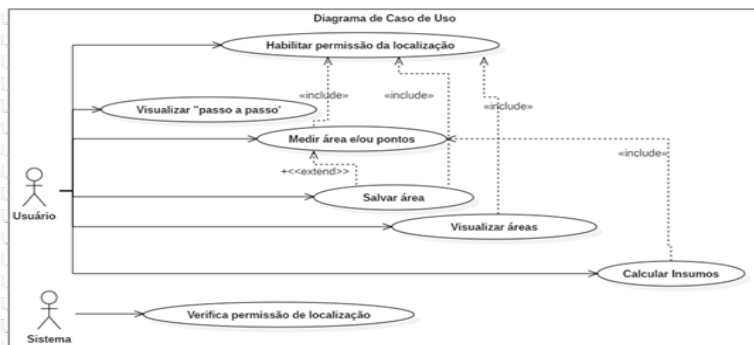 Diagrama de Caso de Uso
Habilitar permissão da localização
«include»
«include»
«include»
Visualizar "passo a passo'
Medir área e/ou pontos
«include»
+<<extend>>
Salvar área
Usuário
Visualizar áreas
Calcular Insumos
Verifica permissão de localização
Sistema